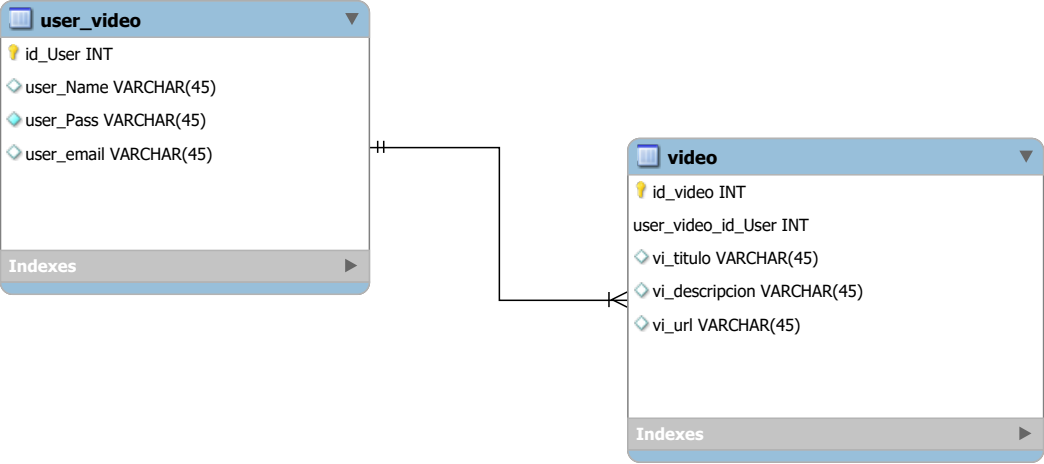 user_video
id_User INT
user_Name VARCHAR(45)
user_Pass VARCHAR(45)
user_email VARCHAR(45)
Indexes
video
id_video INT
user_video_id_User INT
vi_titulo VARCHAR(45)
vi_descripcion VARCHAR(45)
vi_url VARCHAR(45)
Indexes